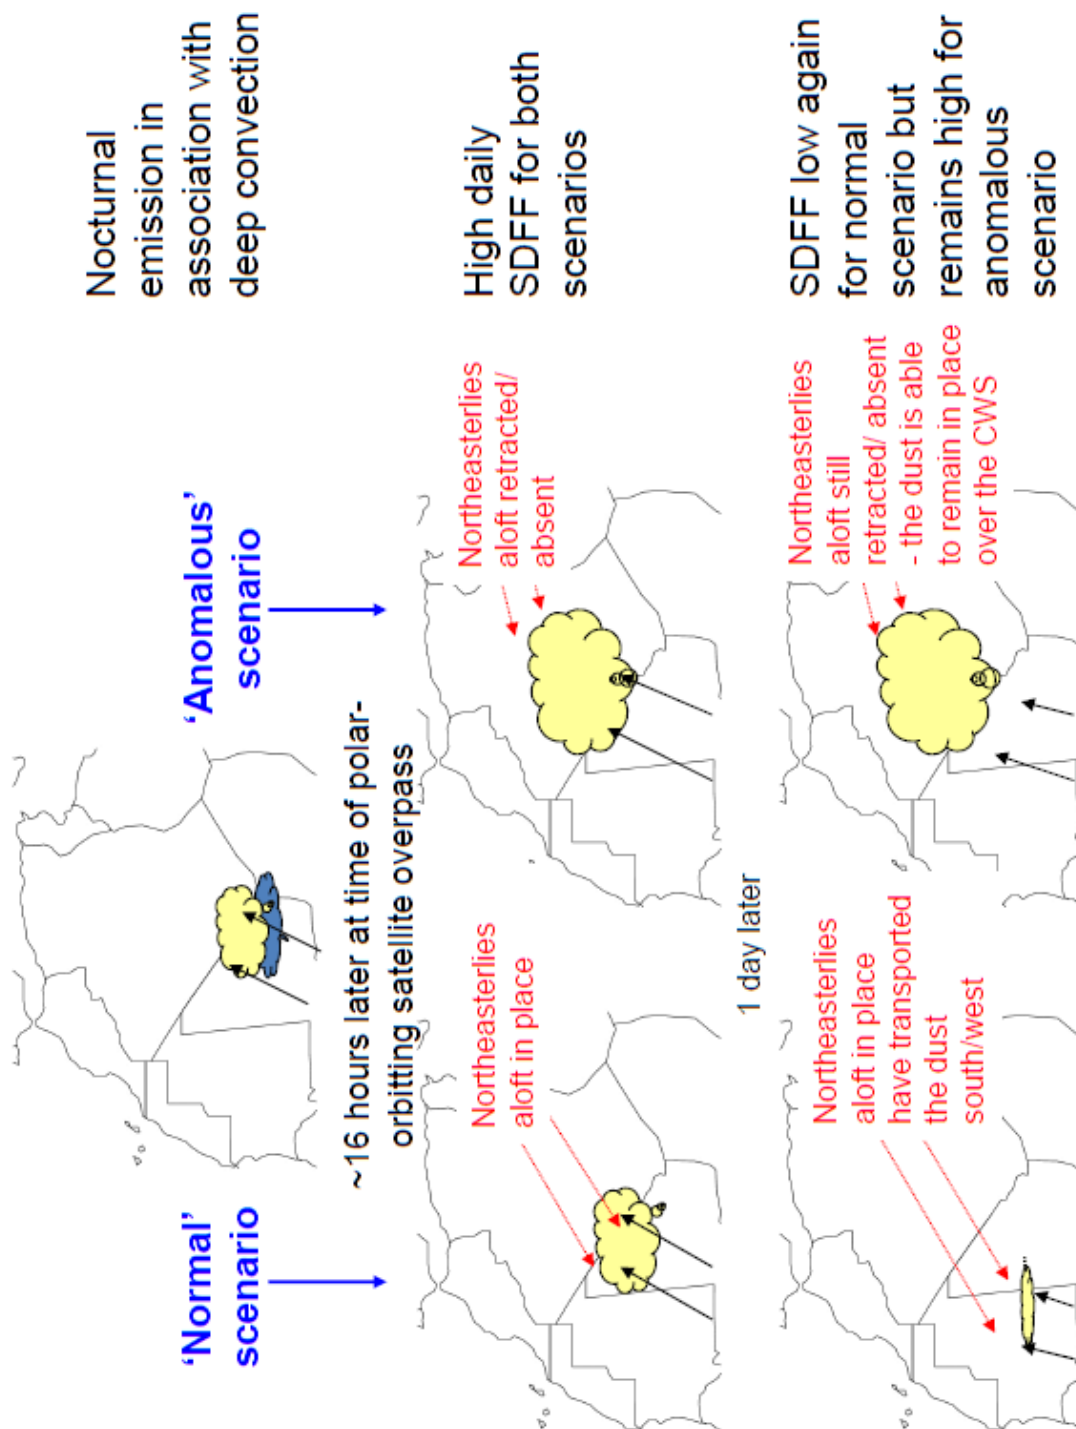 Nocturnal
emission in
association with
deep convection
'Normal'
scenario
'Anomalous'
scenario
~16 hours later at time of polar-
orbitting satellite overpass
Northeasterlies
aloft in place
Northeasterlies
aloft retracted/
absent
High daily
SDFF for both
scenarios
1 day later
Northeasterlies
aloft in place
have transported
the dust
south/west
Northeasterlies
aloft still
retracted/ absent
- the dust is able
to remain in place
over the CWS
SDFF low again
for normal
scenario but
remains high for
anomalous
scenario